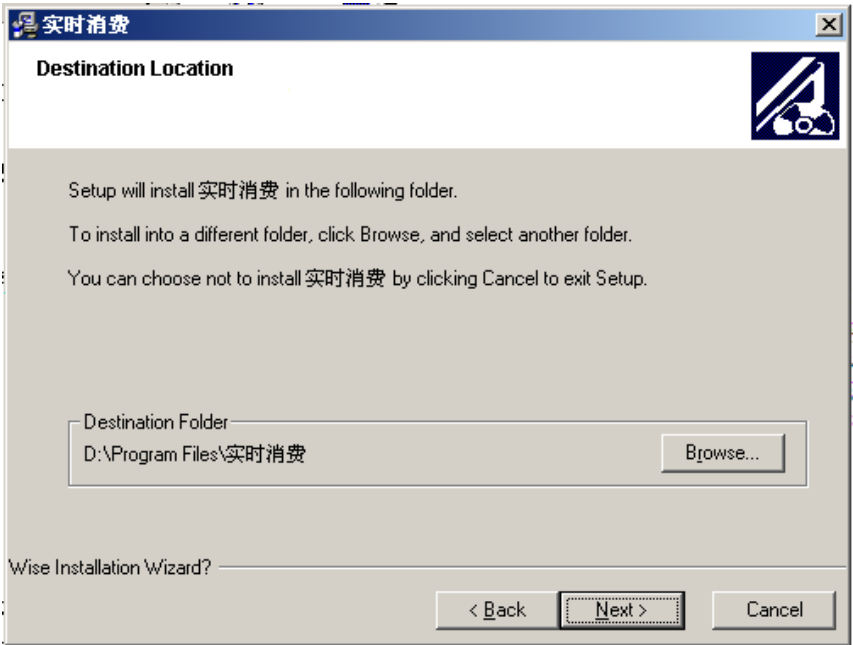 实时消费
Destination Location
Setup will install 实时消费 in the following folder.
To install into a different folder, click Browse, and select another folder.
You can choose not to install 实时消费 by clicking Cancel to exit Setup.
Destination Folder
D:\Program Files\实时消费
Browse...
Wise Installation Wizard?
< Back
Next >
Cancel